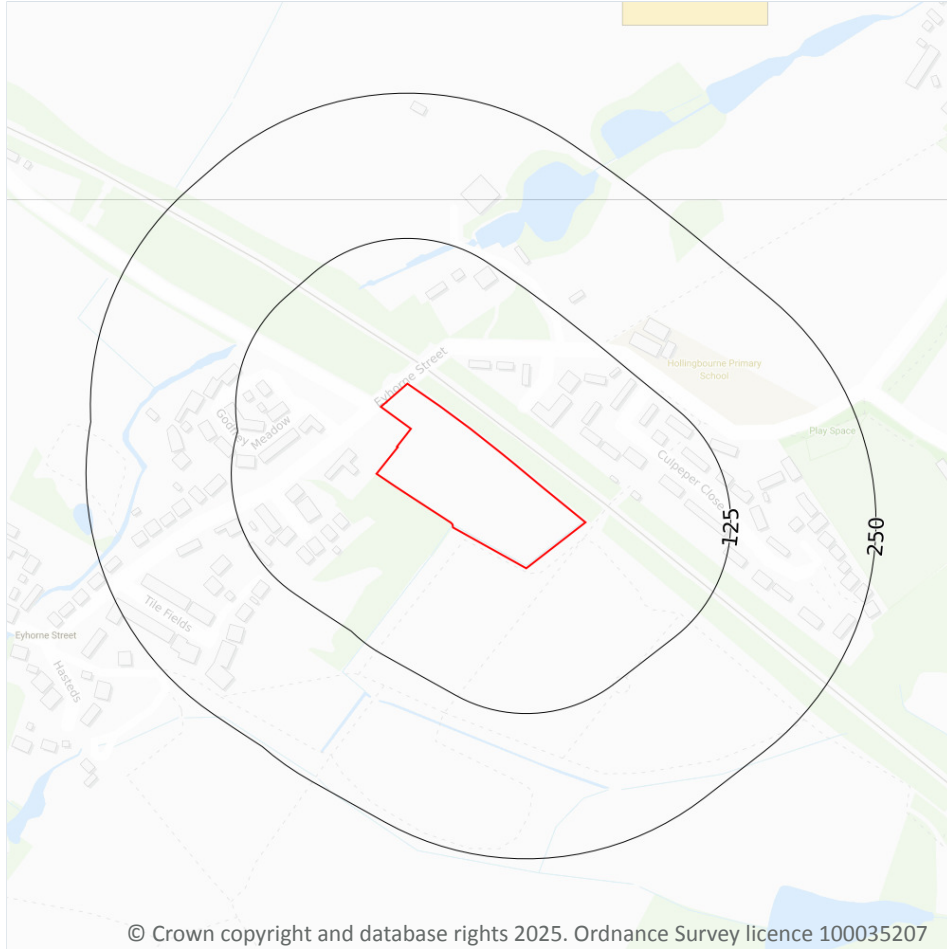 Eyhorne Street
Hollingbourne Primary
School
Godfrey
Meadow
Play Space
Culpeper Close
125
250
Tile Fields
Eyhorne Street
Hasteds
© Crown copyright and database rights 2025. Ordnance Survey licence 100035207